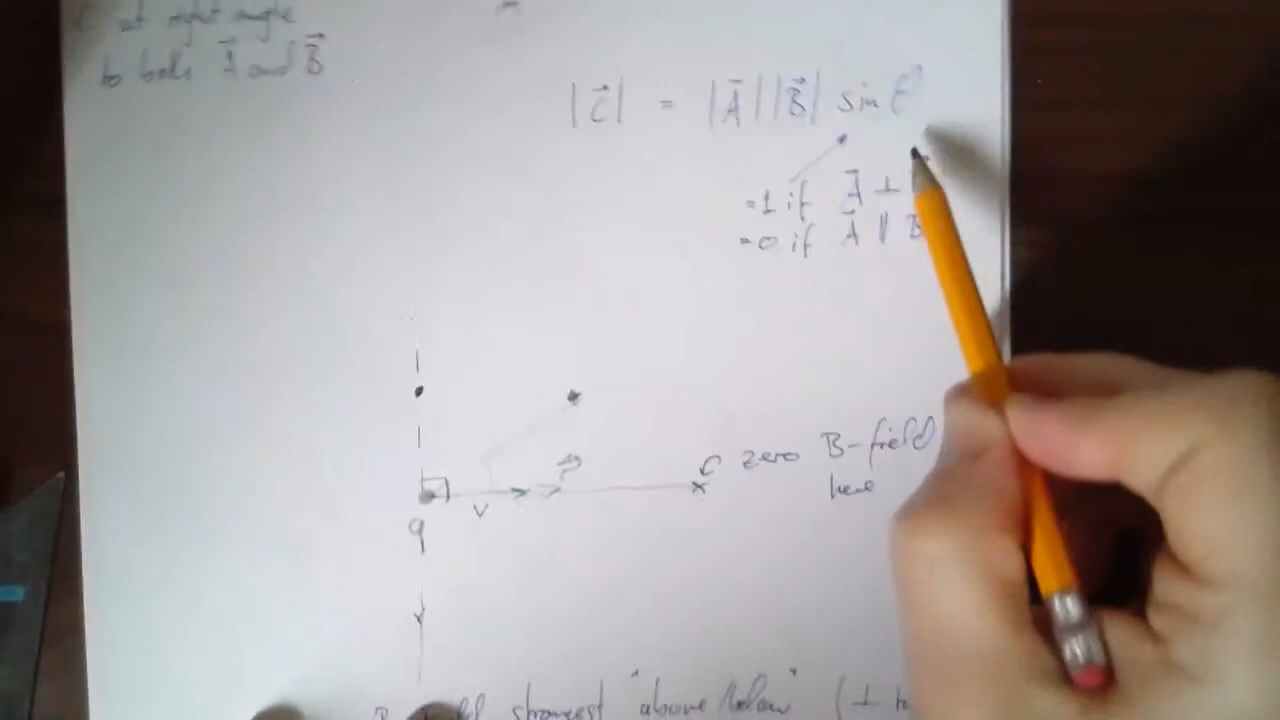 at right angle
to both A⃗ and B⃗
|C⃗| = |A⃗||B⃗| sin θ
=1 if A⃗ ⊥
=0 if A⃗ ∥ B
zero B-field
here
v
q
strongest "above/below" (⊥